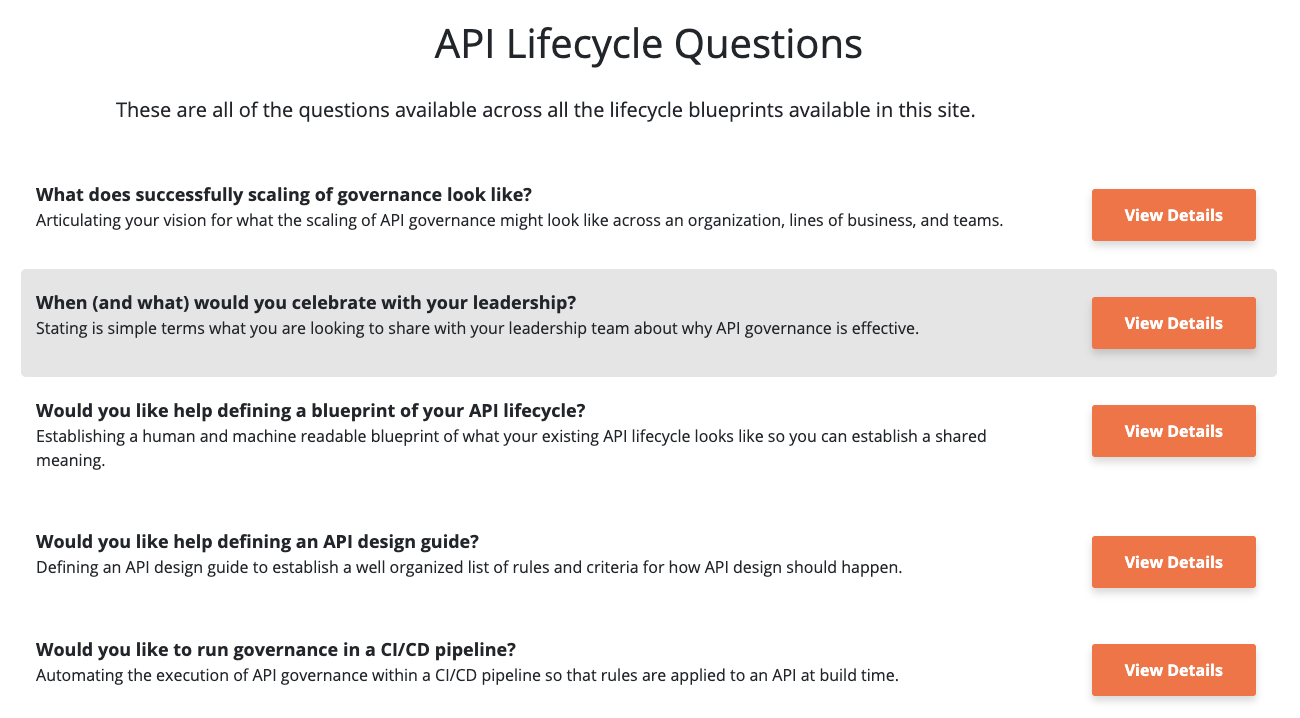 API Lifecycle Questions
These are all of the questions available across all the lifecycle blueprints available in this site.
What does successfully scaling of governance look like?
Articulating your vision for what the scaling of API governance might look like across an organization, lines of business, and teams.
View Details
When (and what) would you celebrate with your leadership?
Stating is simple terms what you are looking to share with your leadership team about why API governance is effective.
View Details
Would you like help defining a blueprint of your API lifecycle?
Establishing a human and machine readable blueprint of what your existing API lifecycle looks like so you can establish a shared
meaning.
View Details
Would you like help defining an API design guide?
Defining an API design guide to establish a well organized list of rules and criteria for how API design should happen.
View Details
Would you like to run governance in a CI/CD pipeline?
Automating the execution of API governance within a CI/CD pipeline so that rules are applied to an API at build time.
View Details